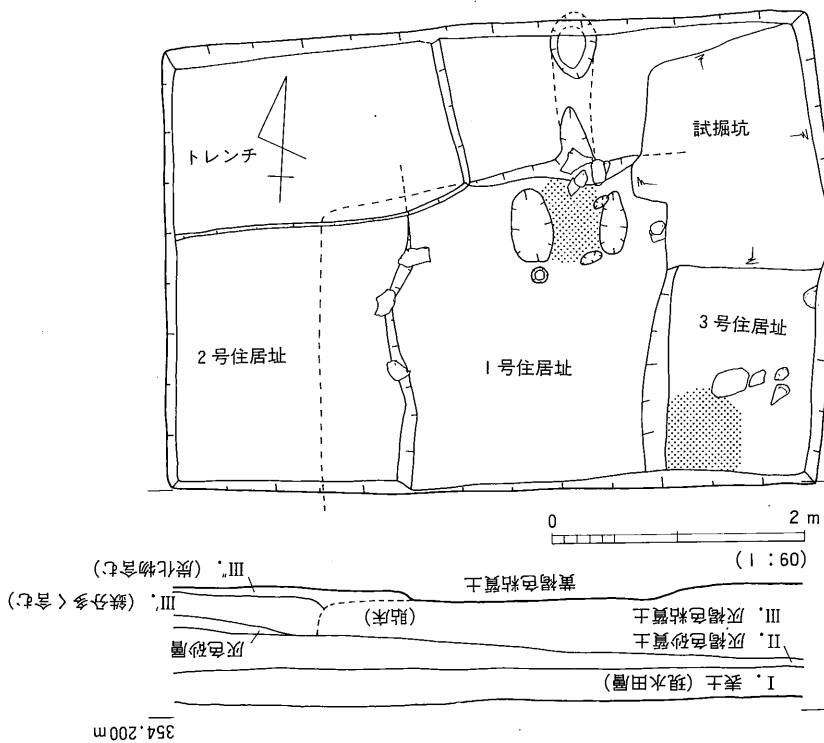 トレンチ
試掘坑
2号住居址
1号住居址
3号住居址
0 2 m
(1:60)
III''. (炭化物含む)
III'. (鉄分多く含む)
黄褐色粘質土
(貼床)
III. 灰褐色粘質土
灰色砂層
II. 灰褐色砂質土
I. 表土 (現水田層)
354.200m